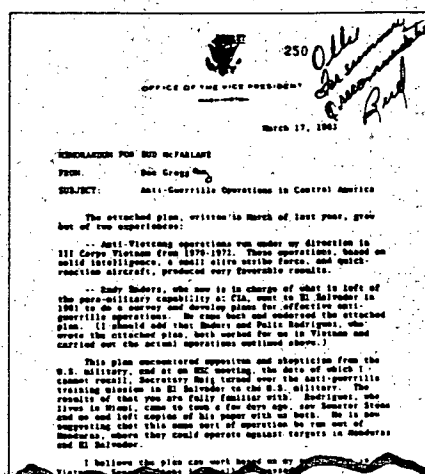 250
Ollie
For summary
& recommendation
Bud
OFFICE OF THE VICE PRESIDENT
WASHINGTON
March 17, 1983
MEMORANDUM FOR BUD McFARLANE
FROM: Don Gregg
SUBJECT: Anti-Guerrilla Operations in Central America
The attached plan, written in March of last year, grew
out of two experiences:
-- Anti-Vietcong operations run under my direction in
III Corps Vietnam from 1970-1972. These operations, based on
solid intelligence, a small elite strike force, and quick-
reaction aircraft, produced very favorable results.
-- Rudy Enders, who now is in charge of what is left of
the para-military capability at CIA, went to El Salvador in
1981 to do a survey and develop plans for effective anti-
guerrilla operations. He came back and endorsed the attached
plan. (I should add that Enders and Felix Rodriguez, who
wrote the attached plan, both worked for me in Vietnam and
carried out the actual operations outlined above.)
This plan encountered opposition and skepticism from the
U.S. military, and at an NSC meeting, the date of which I
cannot recall, Secretary Haig turned over the anti-guerrilla
training mission in El Salvador to the U.S. military. The
results of that you are fully familiar with. Rodriguez, who
lives in Miami, came to town a few days ago, saw Senator
and me and left copies of his paper with us both. He is now
suggesting that this same sort of operation be run out of
Honduras, where they could operate against targets in Honduras
and El Salvador.
I believe the plan can work based on my